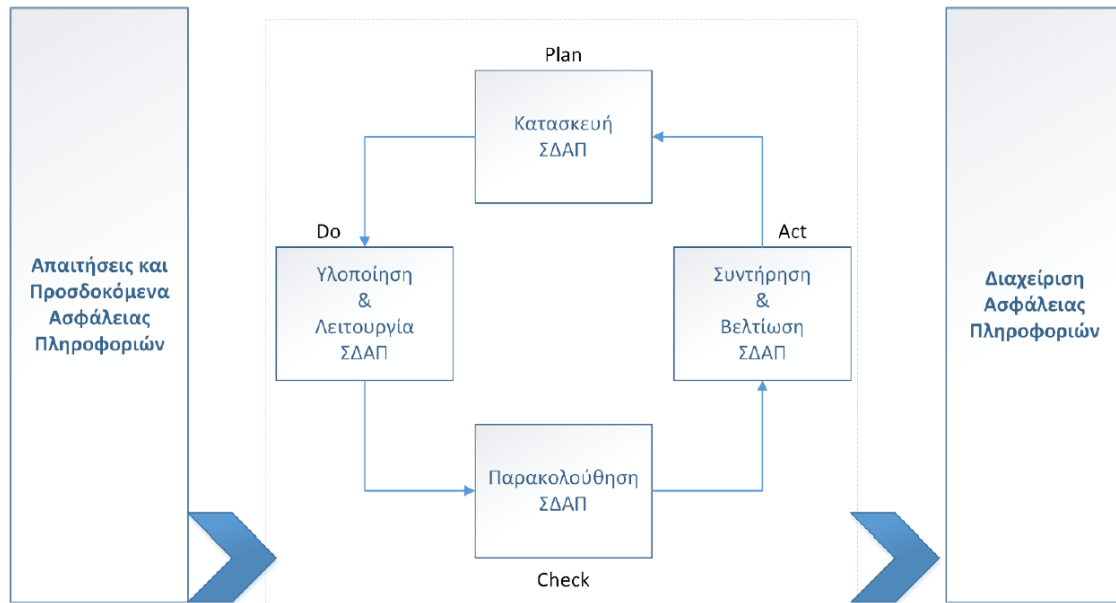 Απαιτήσεις και
Προσδοκόμενα
Ασφάλειας
Πληροφοριών
Plan
Κατασκευή
ΣΔΑΠ
Do
Υλοποίηση
&
Λειτουργία
ΣΔΑΠ
Act
Συντήρηση
&
Βελτίωση
ΣΔΑΠ
Παρακολούθηση
ΣΔΑΠ
Check
Διαχείριση
Ασφάλειας
Πληροφοριών